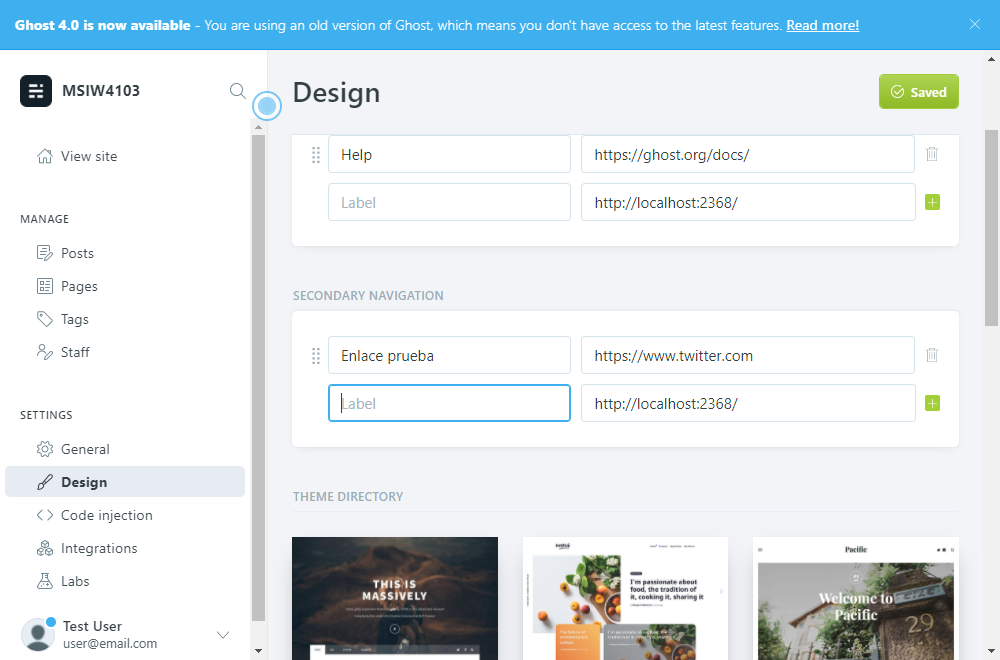 Ghost 4.0 is now available - You are using an old version of Ghost, which means you don't have access to the latest features. Read more!
MSIW4103
View site
MANAGE
Posts
Pages
Tags
Staff
SETTINGS
General
Design
Code injection
Integrations
Labs
Test User
user@email.com
Design
Saved
Help
https://ghost.org/docs/
Label
http://localhost:2368/
SECONDARY NAVIGATION
Enlace prueba
https://www.twitter.com
Label
http://localhost:2368/
THEME DIRECTORY
THIS IS
MASSIVELY
I'm passionate about
food, the tradition of
it, cooking it, sharing it
Pacific
Welcome to
Pacific
29